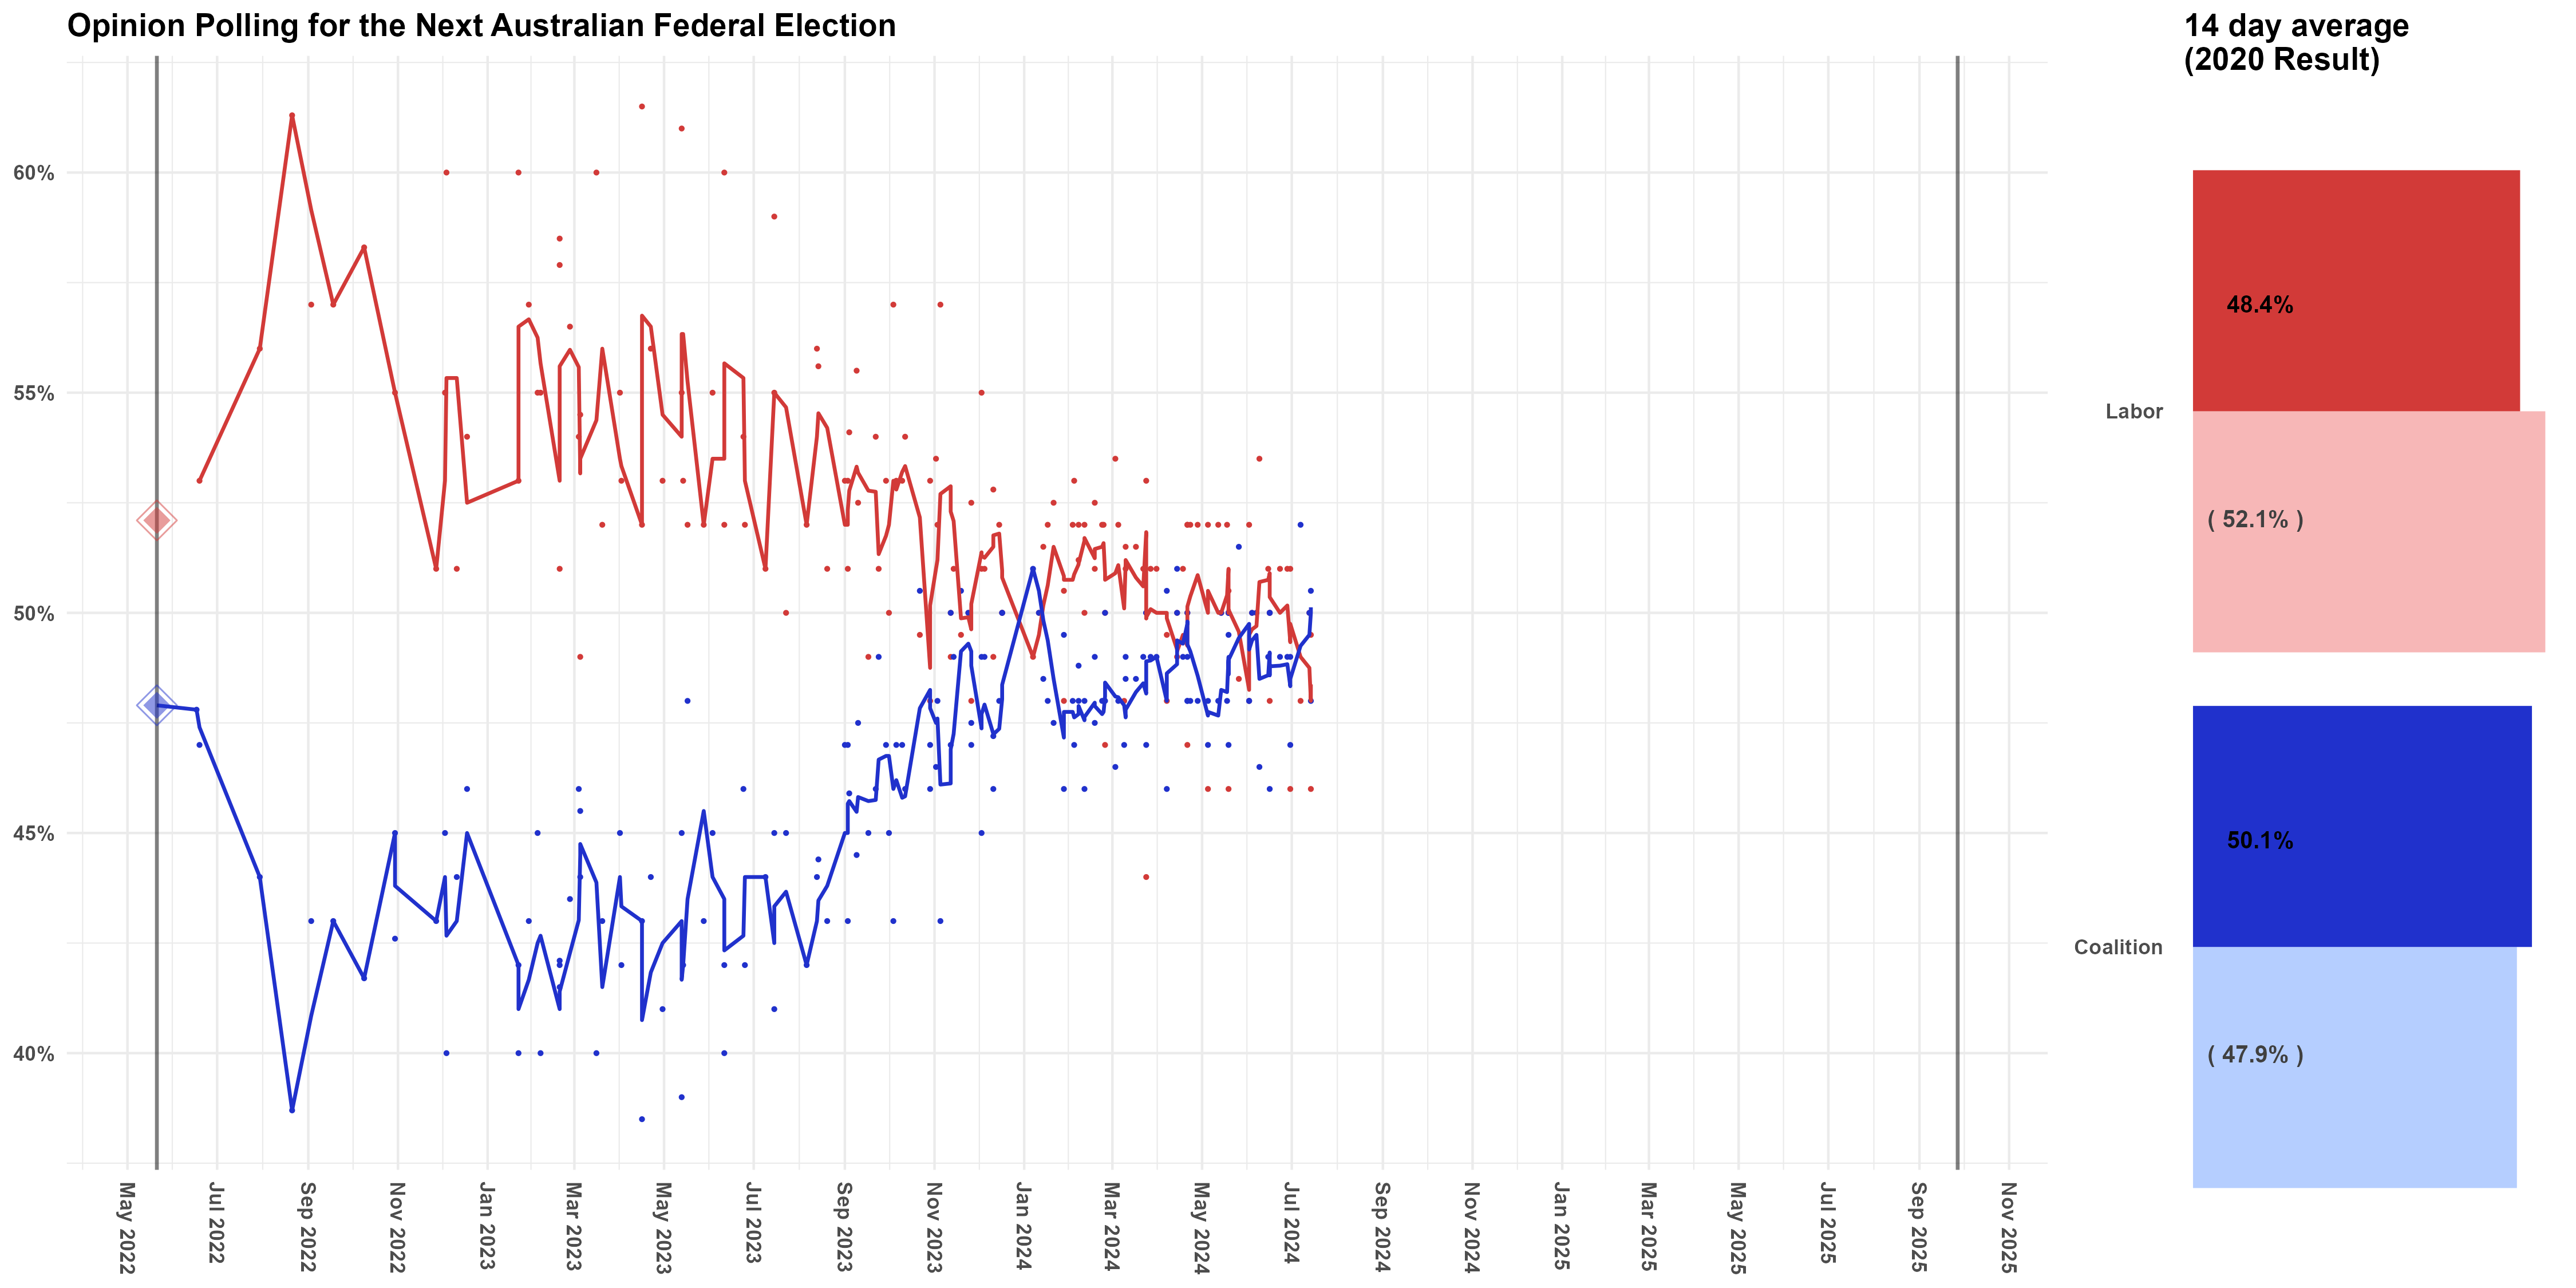 Opinion Polling for the Next Australian Federal Election
14 day average
(2020 Result)
60%
55%
50%
45%
40%
May 2022
Jul 2022
Sep 2022
Nov 2022
Jan 2023
Mar 2023
May 2023
Jul 2023
Sep 2023
Nov 2023
Jan 2024
Mar 2024
May 2024
Jul 2024
Sep 2024
Nov 2024
Jan 2025
Mar 2025
May 2025
Jul 2025
Sep 2025
Nov 2025
Labor
48.4%
( 52.1% )
Coalition
50.1%
( 47.9% )